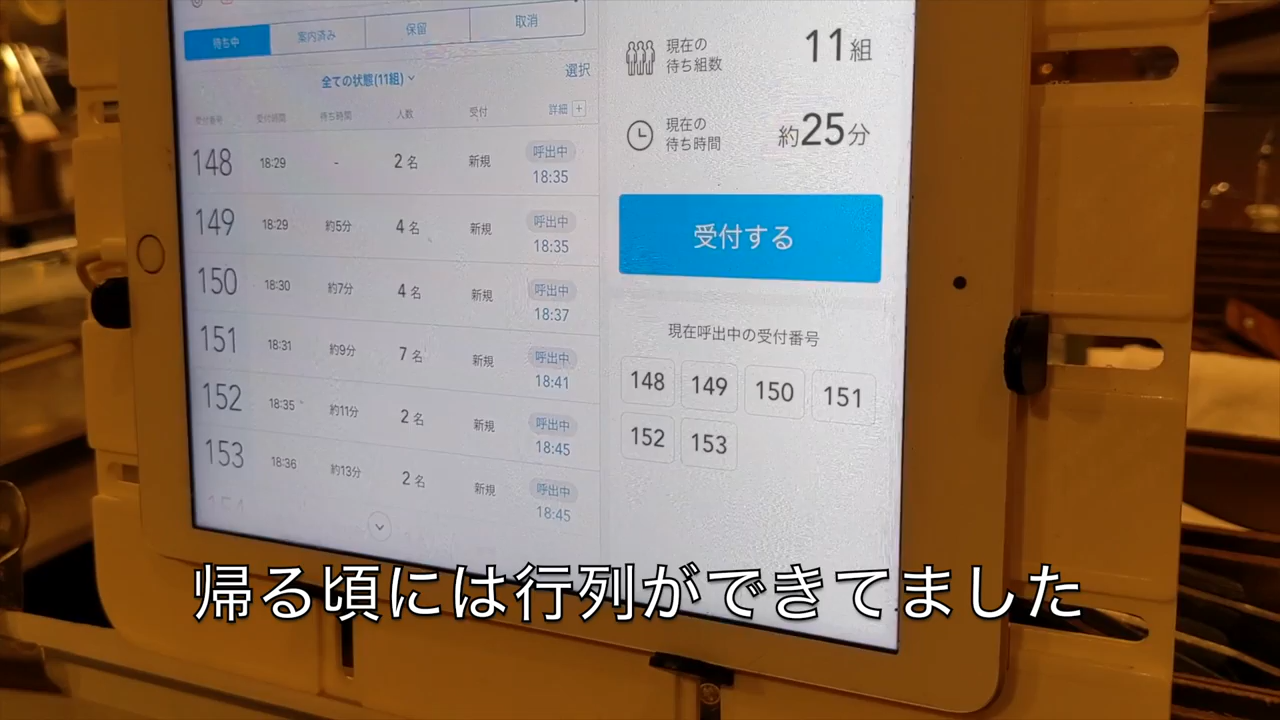 待ち中 案内済み 保留 取消
全ての状態(11組) 選択
受付番号 受付時間 待ち時間 人数 受付 詳細 +
148 18:29 - 2名 新規 呼出中 18:35
149 18:29 約5分 4名 新規 呼出中 18:35
150 18:30 約7分 4名 新規 呼出中 18:37
151 18:31 約9分 7名 新規 呼出中 18:41
152 18:35 約11分 2名 新規 呼出中 18:45
153 18:36 約13分 2名 新規 呼出中 18:45
現在の
待ち組数
11組
現在の
待ち時間
約25分
受付する
現在呼出中の受付番号
148 149 150 151
152 153
帰る頃には行列ができてました